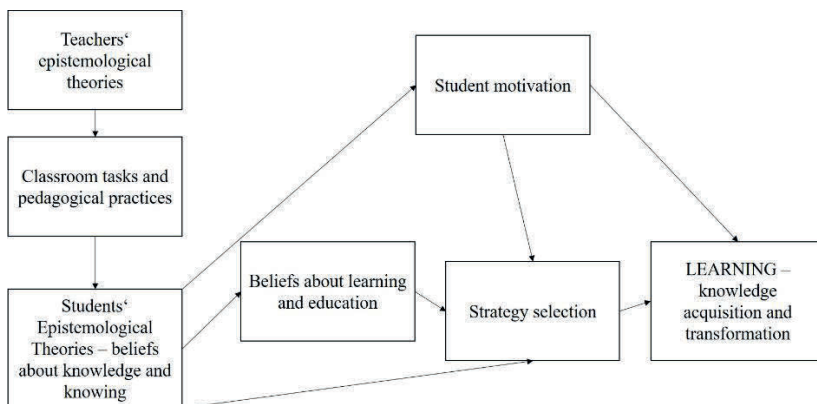 Teachers‘
epistemological
theories
Classroom tasks and
pedagogical practices
Students‘
Epistemological
Theories – beliefs
about knowledge and
knowing
Student motivation
Beliefs about learning
and education
Strategy selection
LEARNING –
knowledge
acquisition and
transformation